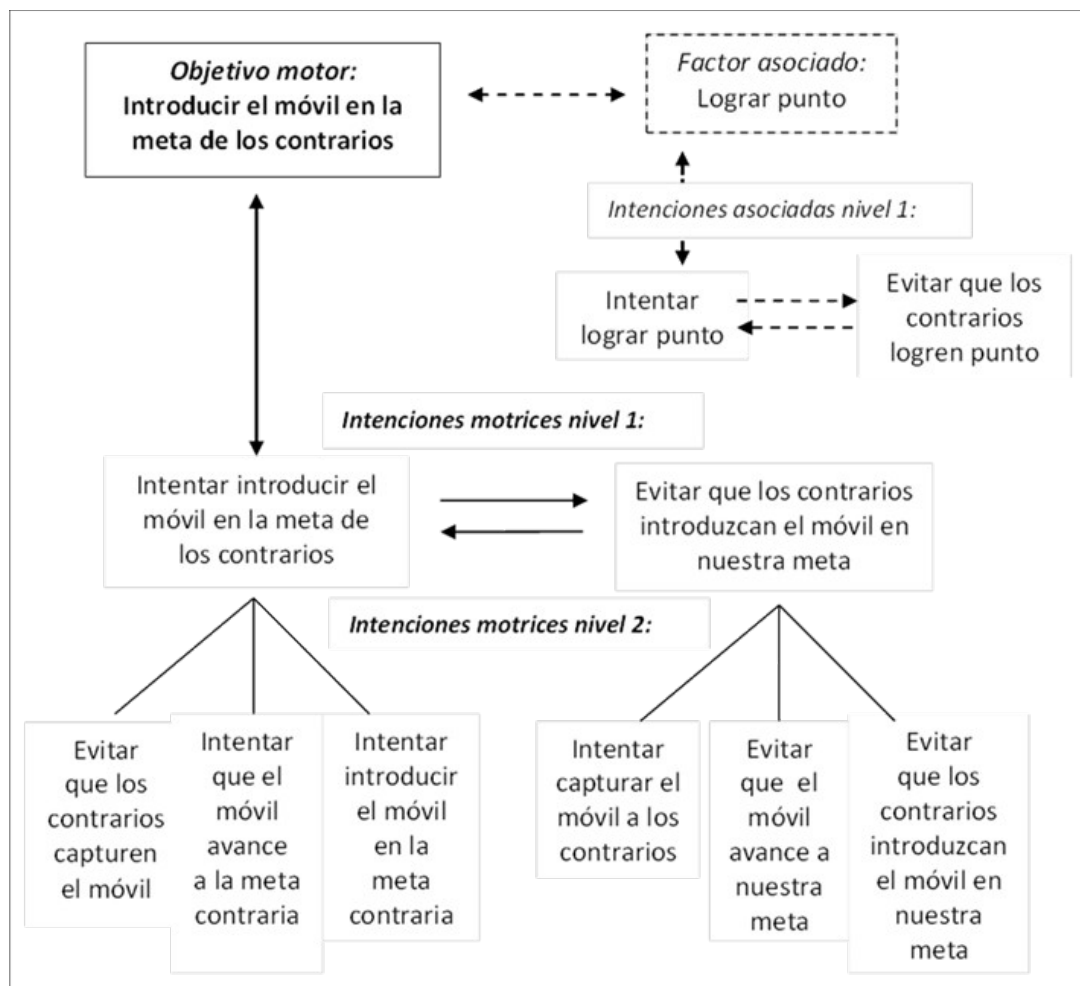 Objetivo motor:
Introducir el móvil en la
meta de los contrarios
Factor asociado:
Lograr punto
Intenciones asociadas nivel 1:
Intentar
lograr punto
Evitar que los
contrarios
logren punto
Intenciones motrices nivel 1:
Intentar introducir el
móvil en la meta de
los contrarios
Evitar que los contrarios
introduzcan el móvil en
nuestra meta
Intenciones motrices nivel 2:
Evitar
que los
contrarios
capturen
el móvil
Intentar
que el
móvil
avance
a la meta
contraria
Intentar
introducir
el móvil
en la
meta
contraria
Intentar
capturar el
móvil a los
contrarios
Evitar
que el
móvil
avance a
nuestra
meta
Evitar
que los
contrarios
introduzcan
el móvil en
nuestra
meta